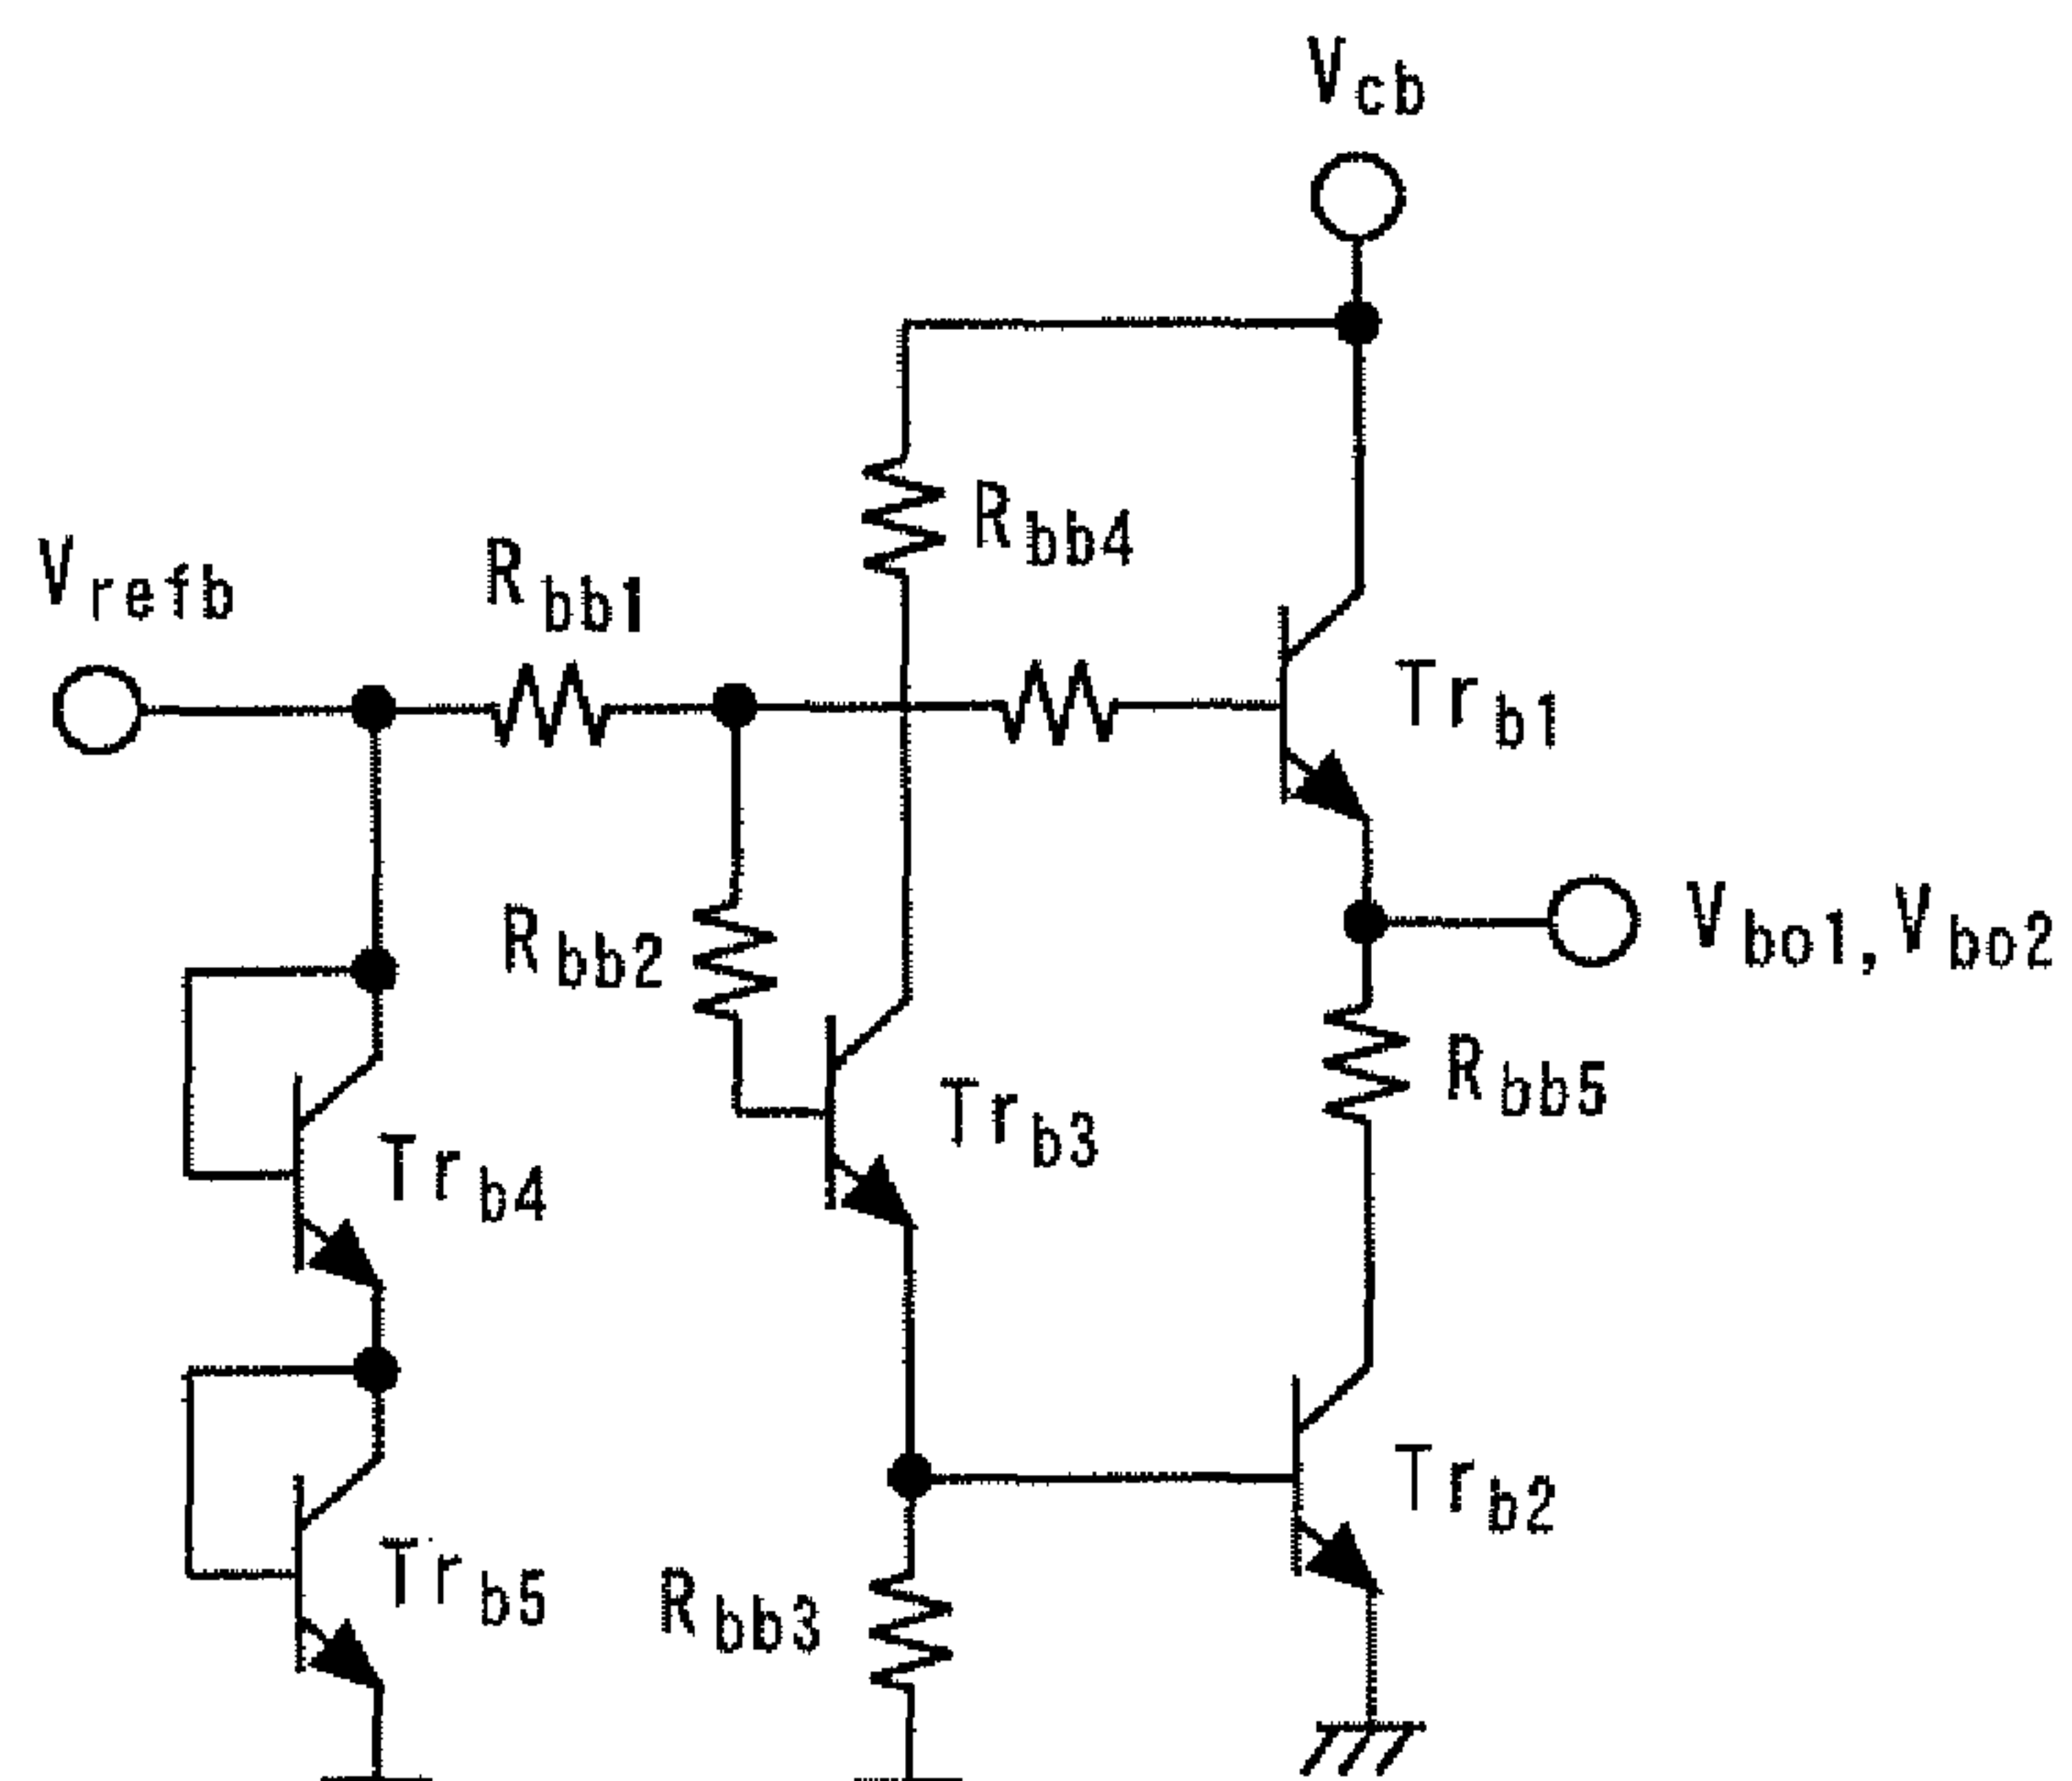 Vcb
Rbb4
Vrefb
Rbb1
Trb1
Vbo1, Vbo2
Rbb2
Rbb5
Trb3
Trb4
Trb2
Trb5
Rbb3